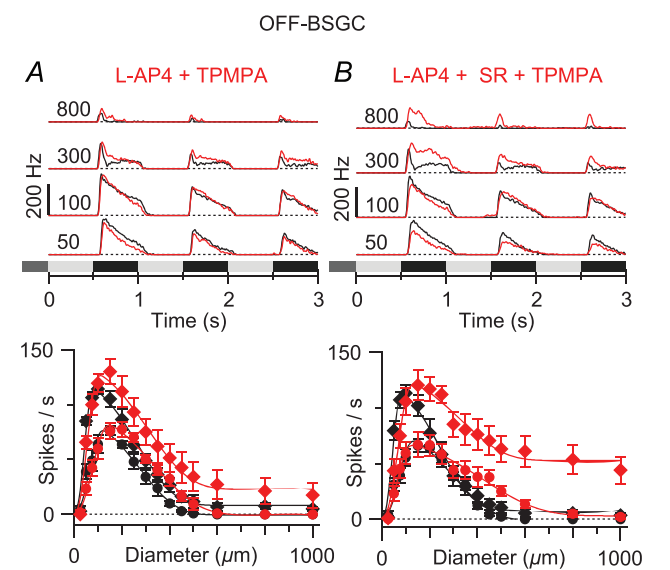 OFF-BSGC
A L-AP4 + TPMPA
B L-AP4 + SR + TPMPA
800
300
100
50
200 Hz
0 1 2 3
Time (s)
800
300
100
50
200 Hz
0 1 2 3
Time (s)
150
0
Spikes / s
0 1000
Diameter (µm)
150
0
Spikes / s
0 1000
Diameter (µm)